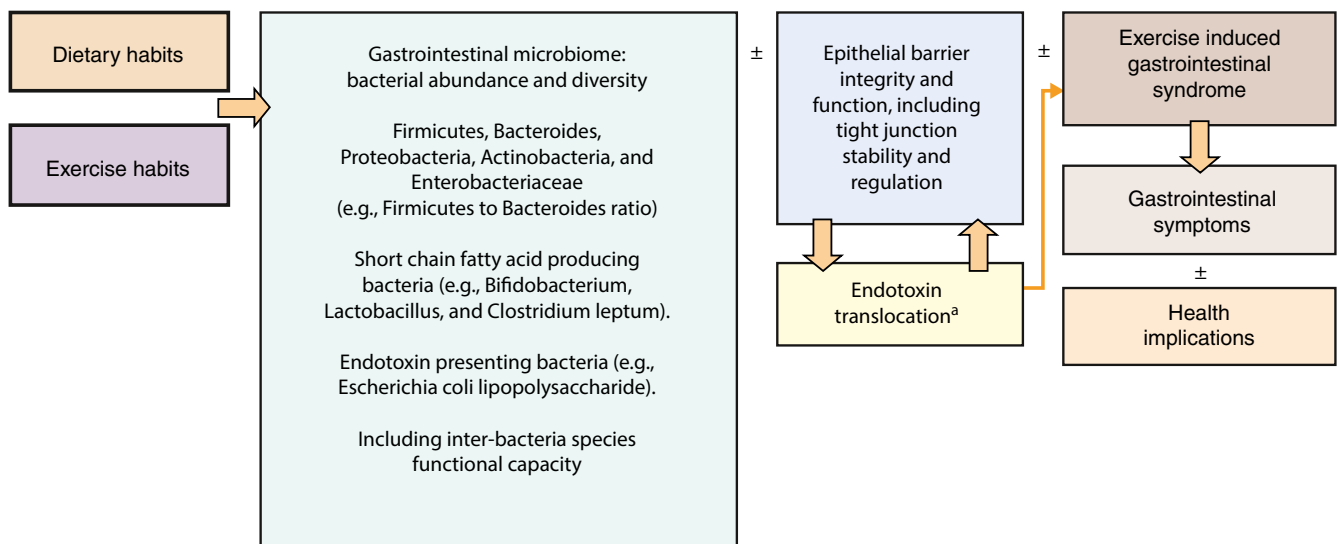 Dietary habits
Exercise habits
Gastrointestinal microbiome:
bacterial abundance and diversity
Firmicutes, Bacteroides,
Proteobacteria, Actinobacteria, and
Enterobacteriaceae
(e.g., Firmicutes to Bacteroides ratio)
Short chain fatty acid producing
bacteria (e.g., Bifidobacterium,
Lactobacillus, and Clostridium leptum).
Endotoxin presenting bacteria (e.g.,
Escherichia coli lipopolysaccharide).
Including inter-bacteria species
functional capacity
±
Epithelial barrier
integrity and
function, including
tight junction
stability and
regulation
Endotoxin
translocationᵃ
±
Exercise induced
gastrointestinal
syndrome
Gastrointestinal
symptoms
±
Health
implications